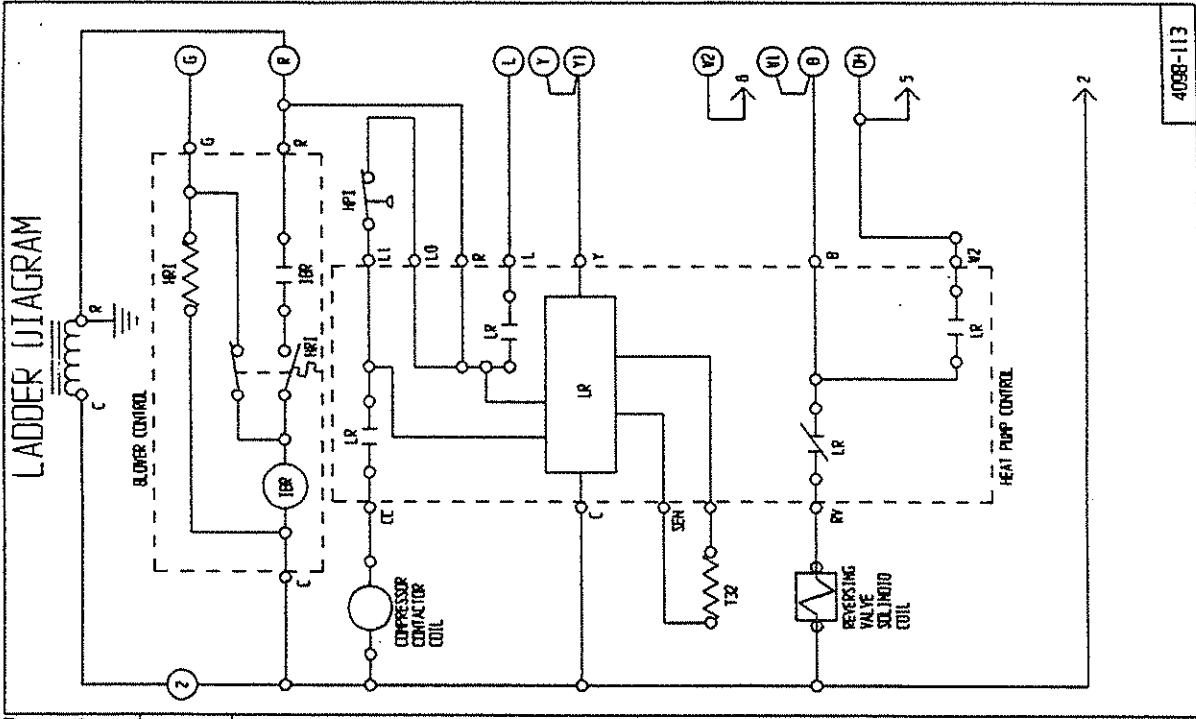 LADDER DIAGRAM
C
R
BLOWER CONTROL
G
R
G
R
HR1
IBR
HR1
IBR
C
2
HP1
L1
LO
R
L
Y
L
Y
Y1
LR
LR
LR
CC
COMPRESSOR
CONTACTOR
COIL
C
SEN
T32
W2
8
W1
B
OH
5
B
W2
LR
LR
RV
REVERSING
VALVE
SOLINOID
COIL
HEAT PUMP CONTROL
2
4098-113